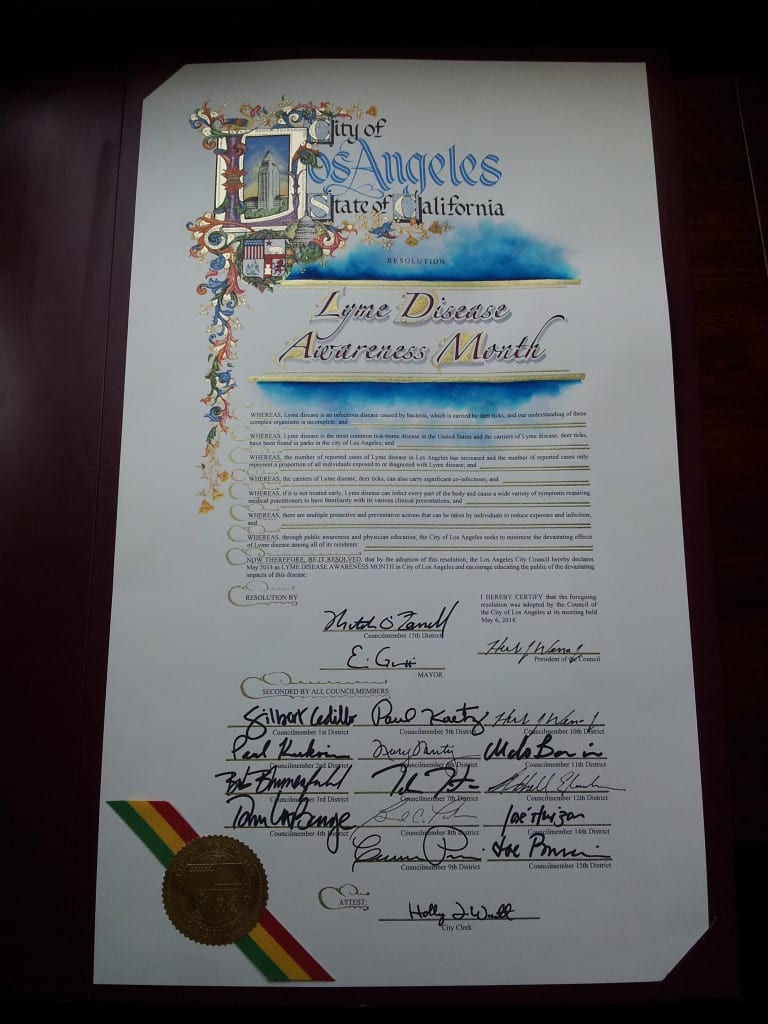 City of
Los Angeles
State of California
RESOLUTION
Lyme Disease
Awareness Month
WHEREAS, Lyme disease is an infectious disease caused by bacteria, which is carried by deer ticks, and our understanding of these
complex organisms is incomplete; and
WHEREAS, Lyme disease is the most common tick-borne disease in the United States and the carriers of Lyme disease, deer ticks,
have been found in parks in the city of Los Angeles; and
WHEREAS, the number of reported cases of Lyme disease in Los Angeles has increased and the number of reported cases only
represent a proportion of all individuals exposed to or diagnosed with Lyme disease; and
WHEREAS, the carriers of Lyme disease, deer ticks, can also carry significant co-infections; and
WHEREAS, if it is not treated early, Lyme disease can infect every part of the body and cause a wide variety of symptoms requiring
medical practitioners to have familiarity with its various clinical presentations; and
WHEREAS, there are multiple protective and preventative actions that can be taken by individuals to reduce exposure and infection;
and
WHEREAS, through public awareness and physician education, the City of Los Angeles seeks to minimize the devastating effects
of Lyme disease among all of its residents:
NOW THEREFORE, BE IT RESOLVED, that by the adoption of this resolution, the Los Angeles City Council hereby declares
May 2014 as LYME DISEASE AWARENESS MONTH in City of Los Angeles and encourage educating the public of the devastating
impacts of this disease.
RESOLUTION BY
I HEREBY CERTIFY that the foregoing
resolution was adopted by the Council of
the City of Los Angeles at its meeting held
May 6, 2014.
Mitch O'Farrell
Councilmember 13th District
President of the Council
MAYOR
SECONDED BY ALL COUNCILMEMBERS:
Gilbert Cedillo Paul Koretz
Councilmember 1st District Councilmember 5th District Councilmember 10th District
Paul Krekorian
Councilmember 2nd District Councilmember 6th District Councilmember 11th District
Bob Blumenfield
Councilmember 3rd District Councilmember 7th District Councilmember 12th District
Tom LaBonge José Huizar
Councilmember 4th District Councilmember 8th District Councilmember 14th District
Councilmember 9th District Councilmember 15th District
ATTEST:
City Clerk